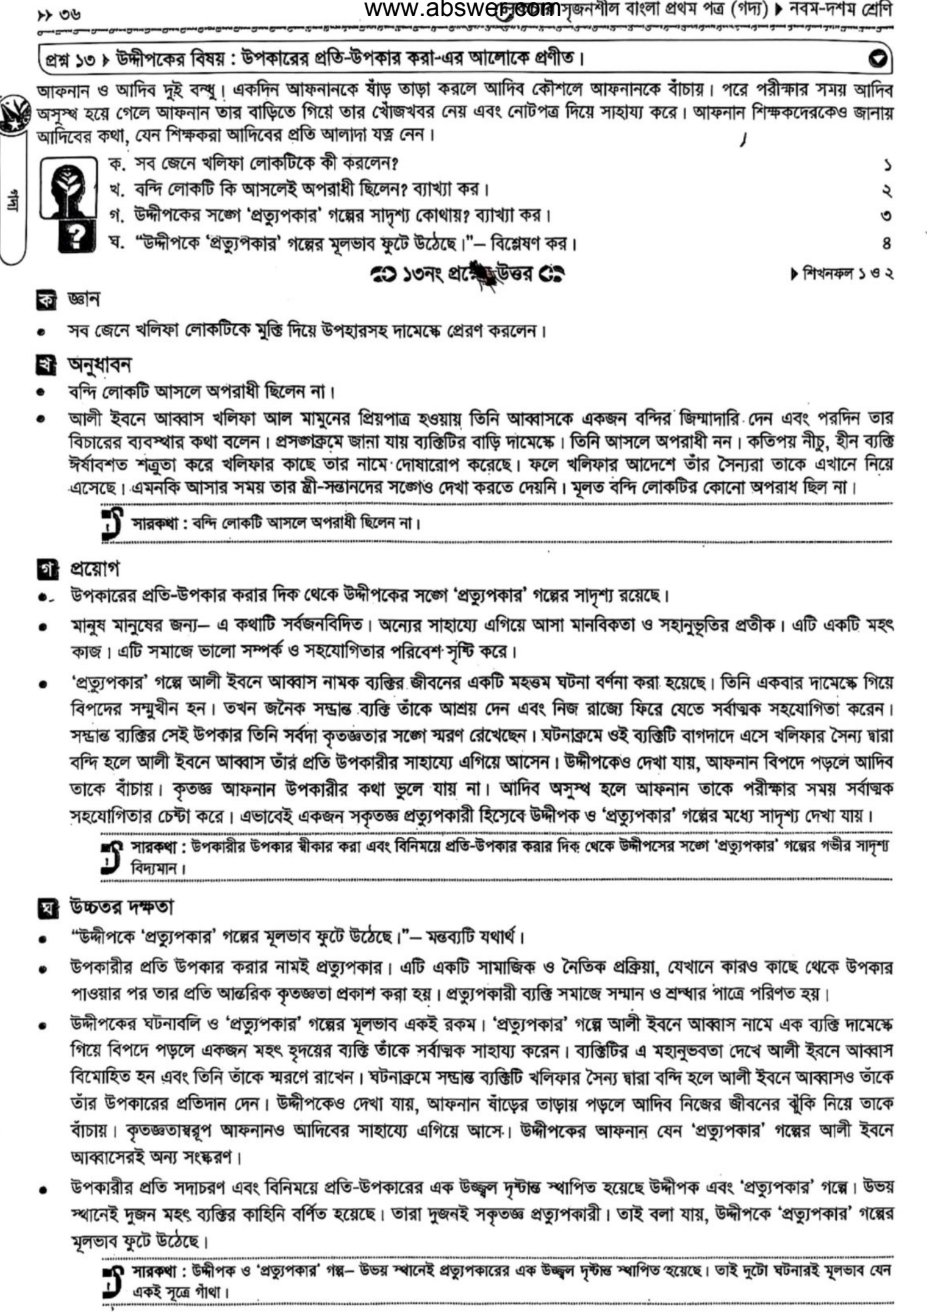 ৩৬
www.abswer.com সৃজনশীল বাংলা প্রথম পত্র (গদ্য) ▶ নবম-দশম শ্রেণি
প্রশ্ন ১৩ ▶ উদ্দীপকের বিষয় : উপকারের প্রতি-উপকার করা-এর আলোকে প্রণীত।
আফনান ও আদিব দুই বন্ধু। একদিন আফনানকে ষাঁড় তাড়া করলে আদিব কৌশলে আফনানকে বাঁচায়। পরে পরীক্ষার সময় আদিব
অসুস্থ হয়ে গেলে আফনান তার বাড়িতে গিয়ে তার খোঁজখবর নেয় এবং নোটপত্র দিয়ে সাহায্য করে। আফনান শিক্ষকদেরকেও জানায়
আদিবের কথা, যেন শিক্ষকরা আদিবের প্রতি আলাদা যত্ন নেন।
গদ্য
ক. সব জেনে খলিফা লোকটিকে কী করলেন? ১
খ. বন্দি লোকটি কি আসলেই অপরাধী ছিলেন? ব্যাখ্যা কর। ২
গ. উদ্দীপকের সঙ্গে ‘প্রত্যুপকার’ গল্পের সাদৃশ্য কোথায়? ব্যাখ্যা কর। ৩
ঘ. “উদ্দীপকে ‘প্রত্যুপকার’ গল্পের মূলভাব ফুটে উঠেছে।”– বিশ্লেষণ কর। ৪
১৩নং প্রশ্নের উত্তর
▶ শিখনফল ১ ও ২
ক জ্ঞান
• সব জেনে খলিফা লোকটিকে মুক্তি দিয়ে উপহারসহ দামেস্কে প্রেরণ করলেন।
খ অনুধাবন
• বন্দি লোকটি আসলে অপরাধী ছিলেন না।
• আলী ইবনে আব্বাস খলিফা আল মামুনের প্রিয়পাত্র হওয়ায় তিনি আব্বাসকে একজন বন্দির জিম্মাদারি দেন এবং পরদিন তার
বিচারের ব্যবস্থার কথা বলেন। প্রসঙ্গক্রমে জানা যায় ব্যক্তিটির বাড়ি দামেস্কে। তিনি আসলে অপরাধী নন। কতিপয় নীচু, হীন ব্যক্তি
ঈর্ষাবশত শত্রুতা করে খলিফার কাছে তার নামে দোষারোপ করেছে। ফলে খলিফার আদেশে তাঁর সৈন্যরা তাকে এখানে নিয়ে
এসেছে। এমনকি আসার সময় তার স্ত্রী-সন্তানদের সঙ্গেও দেখা করতে দেয়নি। মূলত বন্দি লোকটির কোনো অপরাধ ছিল না।
সারকথা : বন্দি লোকটি আসলে অপরাধী ছিলেন না।
গ প্রয়োগ
• উপকারের প্রতি-উপকার করার দিক থেকে উদ্দীপকের সঙ্গে ‘প্রত্যুপকার’ গল্পের সাদৃশ্য রয়েছে।
• মানুষ মানুষের জন্য– এ কথাটি সর্বজনবিদিত। অন্যের সাহায্যে এগিয়ে আসা মানবিকতা ও সহানুভূতির প্রতীক। এটি একটি মহৎ
কাজ। এটি সমাজে ভালো সম্পর্ক ও সহযোগিতার পরিবেশ সৃষ্টি করে।
• ‘প্রত্যুপকার’ গল্পে আলী ইবনে আব্বাস নামক ব্যক্তির জীবনের একটি মহত্তম ঘটনা বর্ণনা করা হয়েছে। তিনি একবার দামেস্কে গিয়ে
বিপদের সম্মুখীন হন। তখন জনৈক সম্ভ্রান্ত ব্যক্তি তাঁকে আশ্রয় দেন এবং নিজ রাজ্যে ফিরে যেতে সর্বাত্মক সহযোগিতা করেন।
সম্ভ্রান্ত ব্যক্তির সেই উপকার তিনি সর্বদা কৃতজ্ঞতার সঙ্গে স্মরণ রেখেছেন। ঘটনাক্রমে ওই ব্যক্তিটি বাগদাদে এসে খলিফার সৈন্য দ্বারা
বন্দি হলে আলী ইবনে আব্বাস তাঁর প্রতি উপকারীর সাহায্যে এগিয়ে আসেন। উদ্দীপকেও দেখা যায়, আফনান বিপদে পড়লে আদিব
তাকে বাঁচায়। কৃতজ্ঞ আফনান উপকারীর কথা ভুলে যায় না। আদিব অসুস্থ হলে আফনান তাকে পরীক্ষার সময় সর্বাত্মক
সহযোগিতার চেষ্টা করে। এভাবেই একজন সকৃতজ্ঞ প্রত্যুপকারী হিসেবে উদ্দীপক ও ‘প্রত্যুপকার’ গল্পের মধ্যে সাদৃশ্য দেখা যায়।
সারকথা : উপকারীর উপকার স্বীকার করা এবং বিনিময়ে প্রতি-উপকার করার দিক থেকে উদ্দীপসের সঙ্গে ‘প্রত্যুপকার’ গল্পের গভীর সাদৃশ্য
বিদ্যমান।
ঘ উচ্চতর দক্ষতা
• “উদ্দীপকে ‘প্রত্যুপকার’ গল্পের মূলভাব ফুটে উঠেছে।”– মন্তব্যটি যথার্থ।
• উপকারীর প্রতি উপকার করার নামই প্রত্যুপকার। এটি একটি সামাজিক ও নৈতিক প্রক্রিয়া, যেখানে কারও কাছে থেকে উপকার
পাওয়ার পর তার প্রতি আন্তরিক কৃতজ্ঞতা প্রকাশ করা হয়। প্রত্যুপকারী ব্যক্তি সমাজে সম্মান ও শ্রদ্ধার পাত্রে পরিণত হয়।
• উদ্দীপকের ঘটনাবলি ও ‘প্রত্যুপকার’ গল্পের মূলভাব একই রকম। ‘প্রত্যুপকার’ গল্পে আলী ইবনে আব্বাস নামে এক ব্যক্তি দামেস্কে
গিয়ে বিপদে পড়লে একজন মহৎ হৃদয়ের ব্যক্তি তাঁকে সর্বাত্মক সাহায্য করেন। ব্যক্তিটির এ মহানুভবতা দেখে আলী ইবনে আব্বাস
বিমোহিত হন এবং তিনি তাঁকে স্মরণে রাখেন। ঘটনাক্রমে সম্ভ্রান্ত ব্যক্তিটি খলিফার সৈন্য দ্বারা বন্দি হলে আলী ইবনে আব্বাসও তাঁকে
তাঁর উপকারের প্রতিদান দেন। উদ্দীপকেও দেখা যায়, আফনান ষাঁড়ের তাড়ায় পড়লে আদিব নিজের জীবনের ঝুঁকি নিয়ে তাকে
বাঁচায়। কৃতজ্ঞতাস্বরূপ আফনানও আদিবের সাহায্যে এগিয়ে আসে। উদ্দীপকের আফনান যেন ‘প্রত্যুপকার’ গল্পের আলী ইবনে
আব্বাসেরই অন্য সংস্করণ।
• উপকারীর প্রতি সদাচরণ এবং বিনিময়ে প্রতি-উপকারের এক উজ্জ্বল দৃষ্টান্ত স্থাপিত হয়েছে উদ্দীপক এবং ‘প্রত্যুপকার’ গল্পে। উভয়
স্থানেই দুজন মহৎ ব্যক্তির কাহিনি বর্ণিত হয়েছে। তারা দুজনই সকৃতজ্ঞ প্রত্যুপকারী। তাই বলা যায়, উদ্দীপকে ‘প্রত্যুপকার’ গল্পের
মূলভাব ফুটে উঠেছে।
সারকথা : উদ্দীপক ও ‘প্রত্যুপকার’ গল্প– উভয় স্থানেই প্রত্যুপকারের এক উজ্জ্বল দৃষ্টান্ত স্থাপিত হয়েছে। তাই দুটো ঘটনারই মূলভাব যেন
একই সূত্রে গাঁথা।